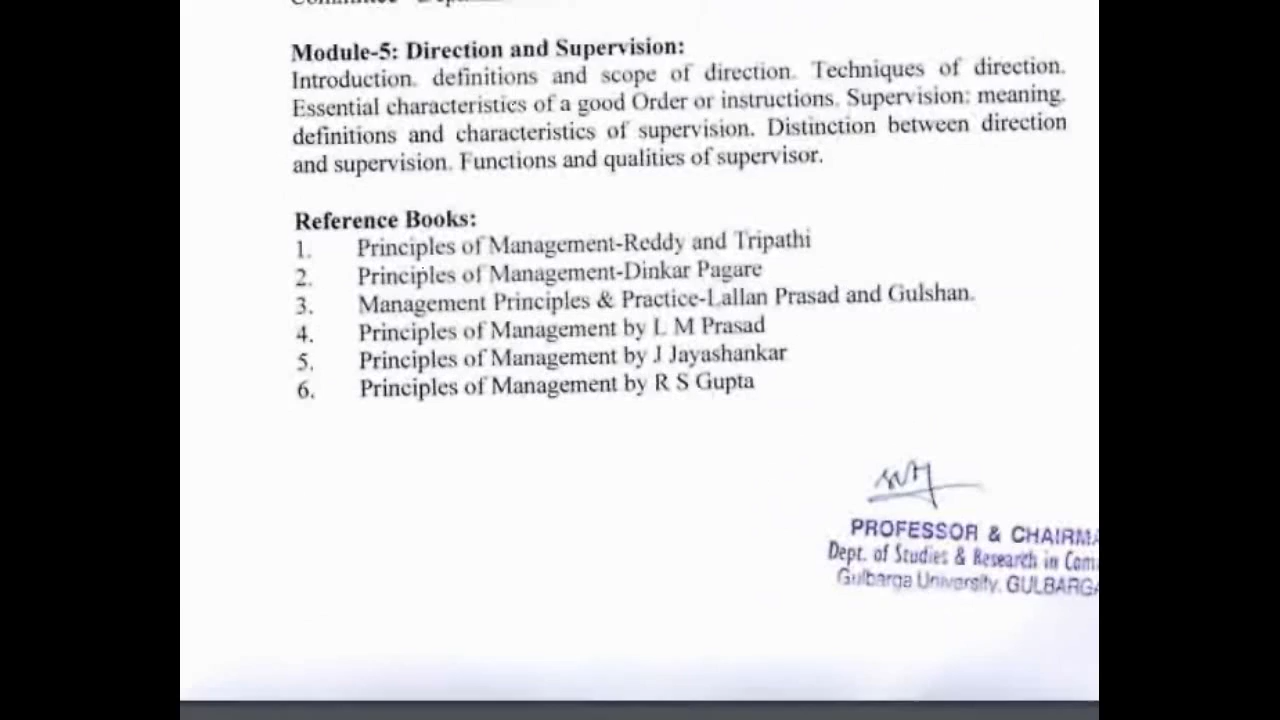 Module-5: Direction and Supervision:
Introduction. definitions and scope of direction. Techniques of direction.
Essential characteristics of a good Order or instructions. Supervision: meaning.
definitions and characteristics of supervision. Distinction between direction
and supervision. Functions and qualities of supervisor.
Reference Books:
1. Principles of Management-Reddy and Tripathi
2. Principles of Management-Dinkar Pagare
3. Management Principles & Practice-Lallan Prasad and Gulshan.
4. Principles of Management by L M Prasad
5. Principles of Management by J Jayashankar
6. Principles of Management by R S Gupta
PROFESSOR & CHAIRMA
Dept. of Studies & Research in Com
Gulbarga University, GULBARGA